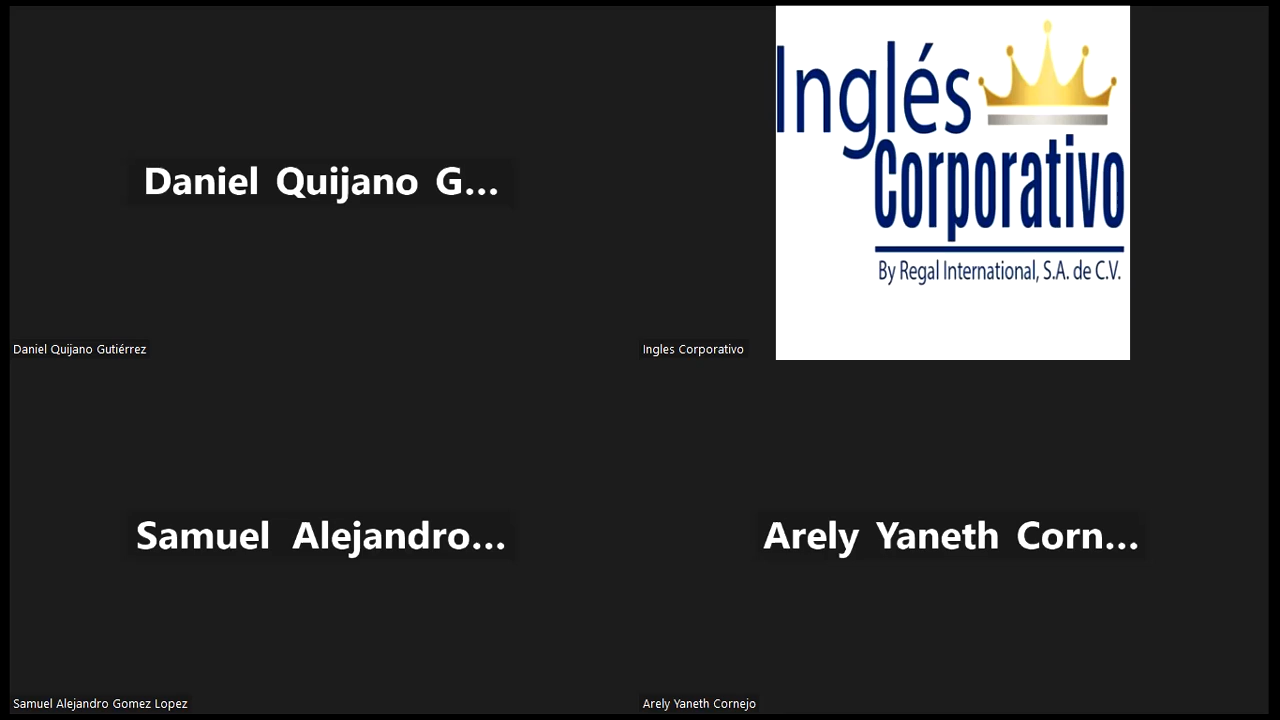 Daniel Quijano G...
Daniel Quijano Gutiérrez
Inglés
Corporativo
By Regal International, S.A. de C.V.
Ingles Corporativo
Samuel Alejandro...
Samuel Alejandro Gomez Lopez
Arely Yaneth Corn...
Arely Yaneth Cornejo